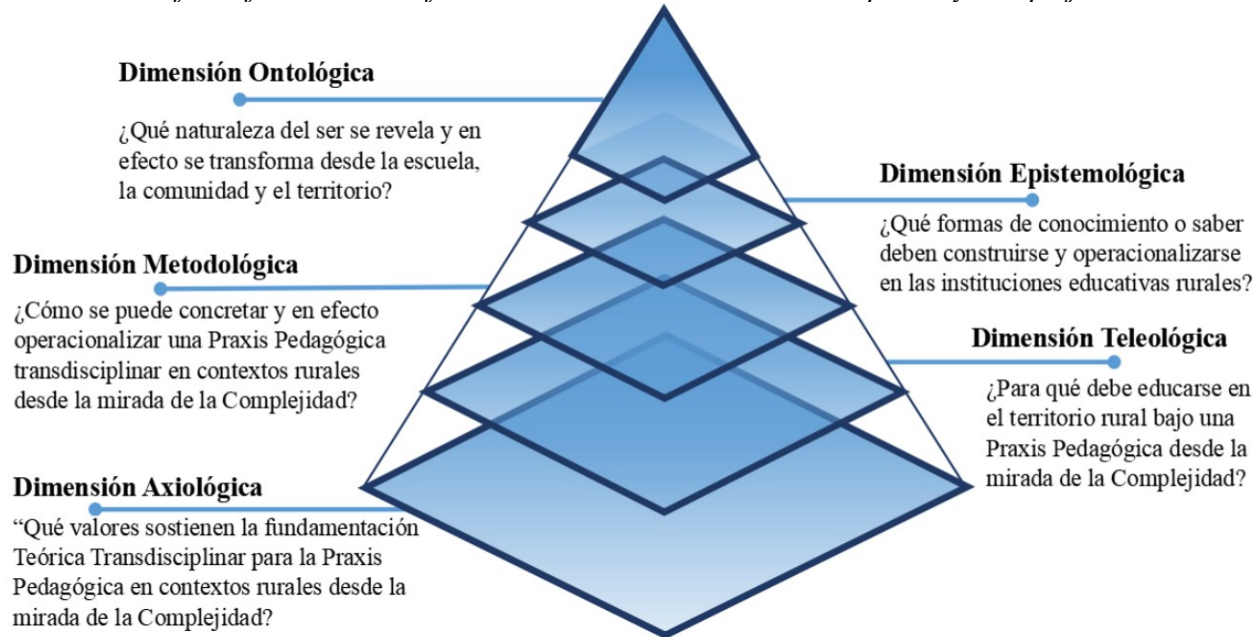 Dimensión Ontológica
¿Qué naturaleza del ser se revela y en
efecto se transforma desde la escuela,
la comunidad y el territorio?
Dimensión Epistemológica
¿Qué formas de conocimiento o saber
deben construirse y operacionalizarse
en las instituciones educativas rurales?
Dimensión Metodológica
¿Cómo se puede concretar y en efecto
operacionalizar una Praxis Pedagógica
transdisciplinar en contextos rurales
desde la mirada de la Complejidad?
Dimensión Teleológica
¿Para qué debe educarse en
el territorio rural bajo una
Praxis Pedagógica desde la
mirada de la Complejidad?
Dimensión Axiológica
“Qué valores sostienen la fundamentación
Teórica Transdisciplinar para la Praxis
Pedagógica en contextos rurales desde la
mirada de la Complejidad?